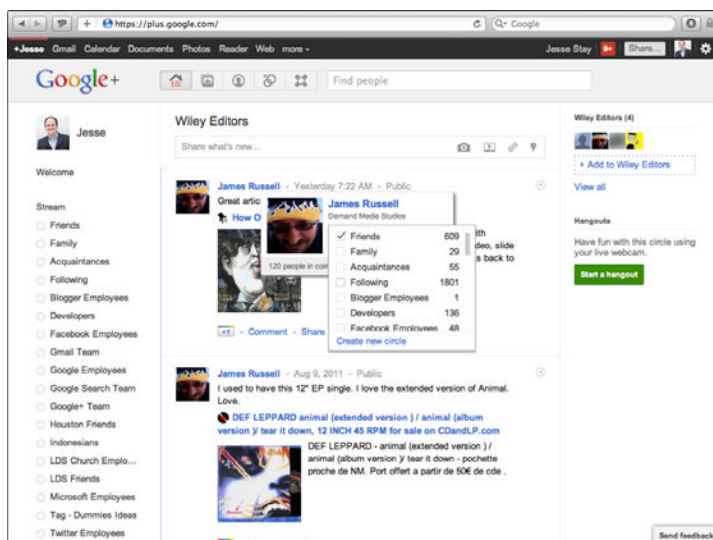 https://plus.google.com/
Google
+Jesse Gmail Calendar Documents Photos Reader Web more
Jesse Stay Share...
Google+
Find people
Jesse
Welcome
Stream
Friends
Family
Acquaintances
Following
Blogger Employees
Developers
Facebook Employees
Gmail Team
Google Employees
Google Search Team
Google+ Team
Houston Friends
Indonesians
LDS Church Emplo...
LDS Friends
Microsoft Employees
Tag - Dummies Ideas
Twitter Employees
Wiley Editors
Share what's new...
James Russell - Yesterday 7:22 AM - Public
Great artic
How O
ith
deo, slide
s back to
James Russell
Demand Media Studios
120 people in com
Friends 609
Family 29
Acquaintances 55
Following 1801
Blogger Employees 1
Developers 136
Facebook Employees 48
Create new circle
+1 - Comment - Share
James Russell - Aug 9, 2011 - Public
I used to have this 12" EP single. I love the extended version of Animal.
Love.
DEF LEPPARD animal (extended version ) / animal (album
version )/ tear it down, 12 INCH 45 RPM for sale on CDandLP.com
DEF LEPPARD - animal (extended version ) /
animal (album version )/ tear it down - pochette
proche de NM. Port offert a partir de 50€ de cde .
Wiley Editors (4)
+ Add to Wiley Editors
View all
Hangouts
Have fun with this circle using
your live webcam.
Start a hangout
Send feedback